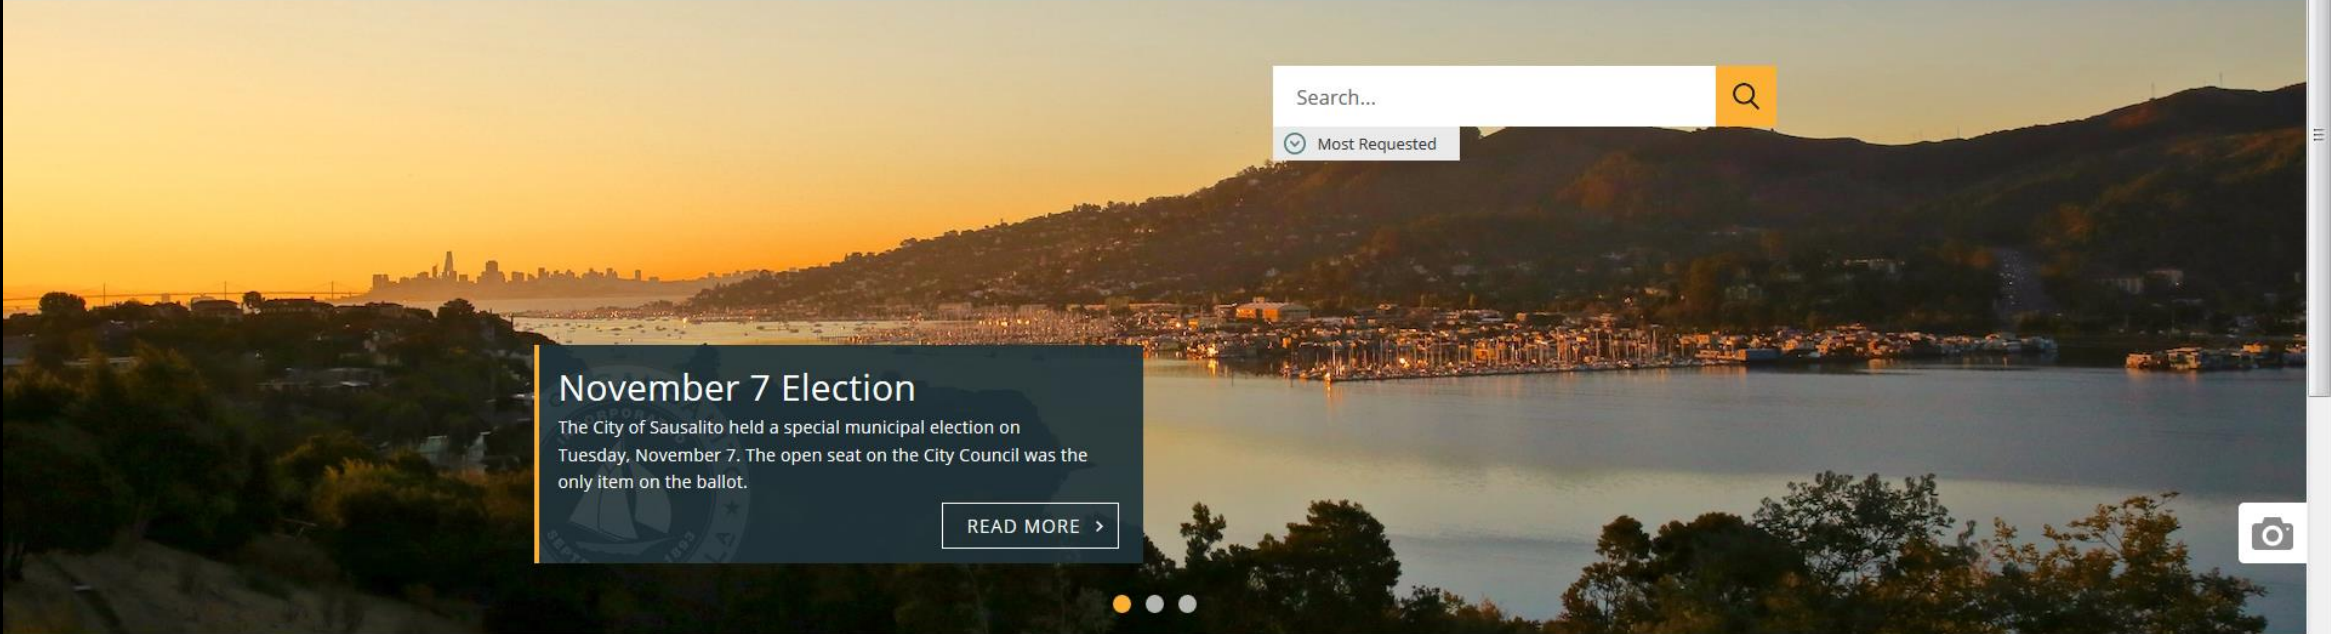 Search...
Most Requested
November 7 Election
The City of Sausalito held a special municipal election on
Tuesday, November 7. The open seat on the City Council was the
only item on the ballot.
READ MORE